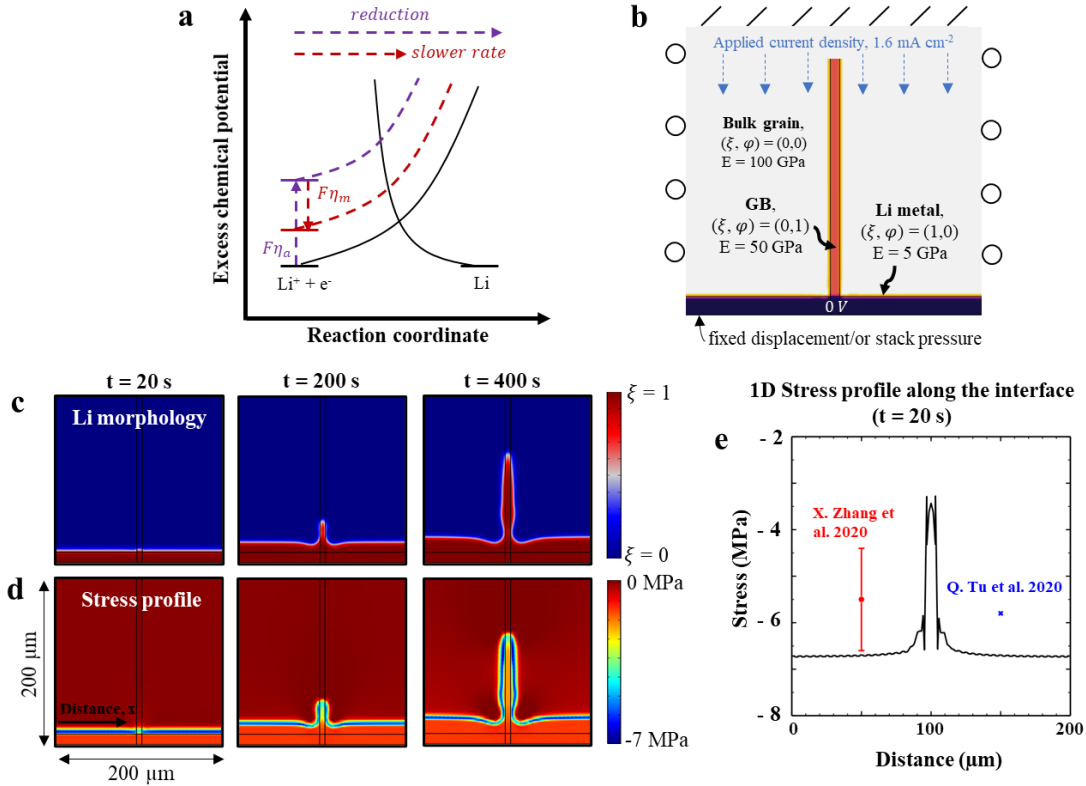 a
reduction
slower rate
Excess chemical potential
Fη_m
Fη_a
Li⁺ + e⁻
Li
Reaction coordinate
b
Applied current density, 1.6 mA cm⁻²
Bulk grain,
(ξ, φ) = (0,0)
E = 100 GPa
GB,
(ξ, φ) = (0,1)
E = 50 GPa
Li metal,
(ξ, φ) = (1,0)
E = 5 GPa
0 V
fixed displacement/or stack pressure
t = 20 s
t = 200 s
t = 400 s
c
Li morphology
ξ = 1
ξ = 0
d
Stress profile
Distance, x
0 MPa
-7 MPa
200 µm
200 µm
1D Stress profile along the interface
(t = 20 s)
e
Stress (MPa)
- 2
- 4
- 6
- 8
X. Zhang et
al. 2020
Q. Tu et al. 2020
0
100
200
Distance (µm)